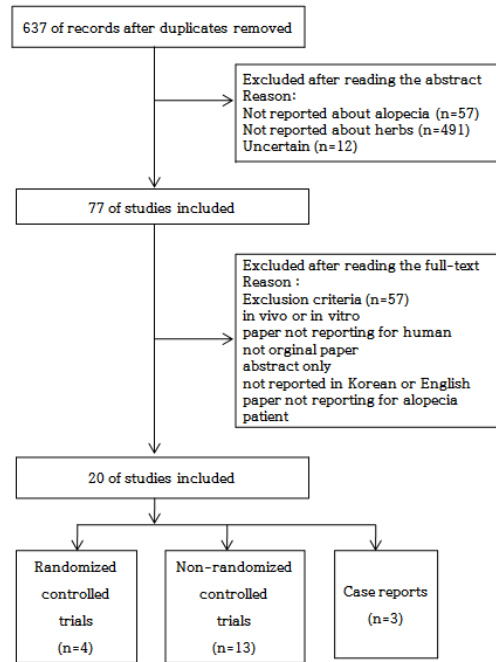 637 of records after duplicates removed
Excluded after reading the abstract
Reason:
Not reported about alopecia (n=57)
Not reported about herbs (n=491)
Uncertain (n=12)
77 of studies included
Excluded after reading the full-text
Reason :
Exclusion criteria (n=57)
in vivo or in vitro
paper not reporting for human
not orginal paper
abstract only
not reported in Korean or English
paper not reporting for alopecia
patient
20 of studies included
Randomized
controlled
trials
(n=4)
Non-randomized
controlled
trials
(n=13)
Case reports
(n=3)